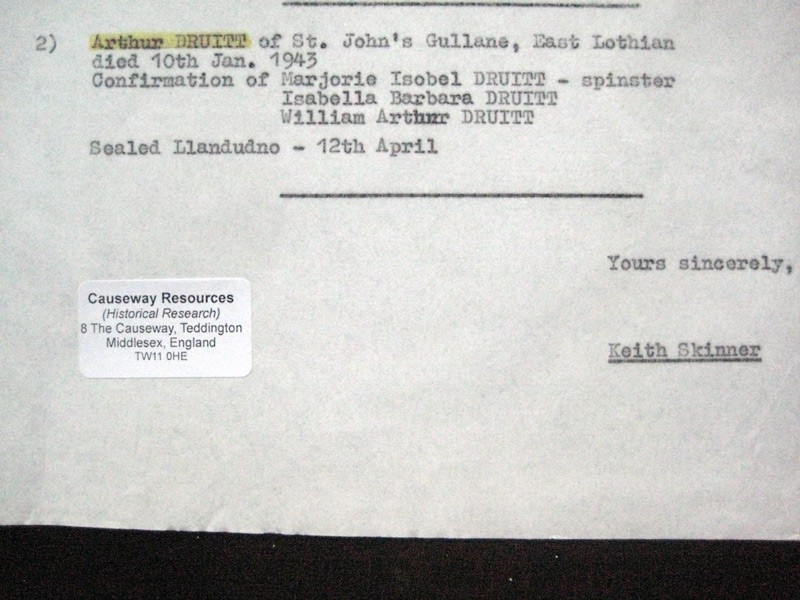 2) Arthur DRUITT of St. John's Gullane, East Lothian
died 10th Jan. 1943
Confirmation of Marjorie Isobel DRUITT - spinster
Isabella Barbara DRUITT
William Arthur DRUITT
Sealed Llandudno - 12th April
Yours sincerely,
Keith Skinner
Causeway Resources
(Historical Research)
8 The Causeway, Teddington
Middlesex, England
TW11 0HE